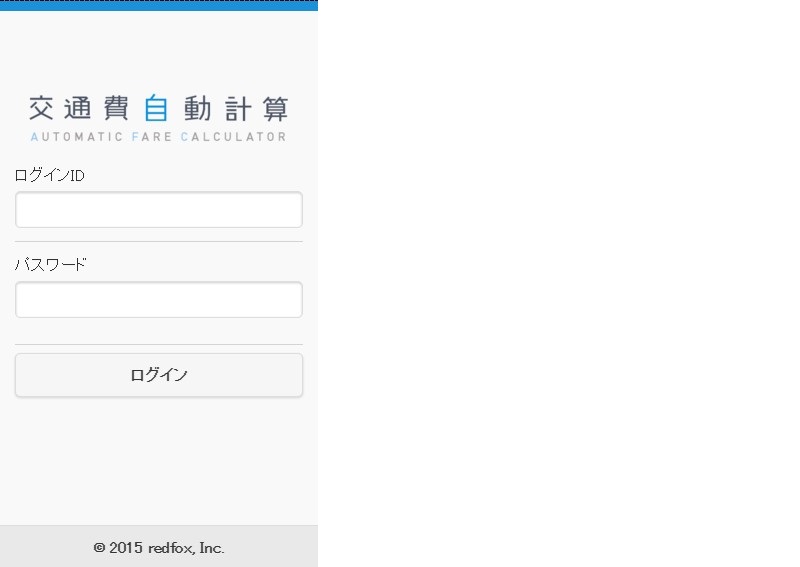 交通費自動計算
AUTOMATIC FARE CALCULATOR
ログインID
パスワード
ログイン
© 2015 redfox, Inc.